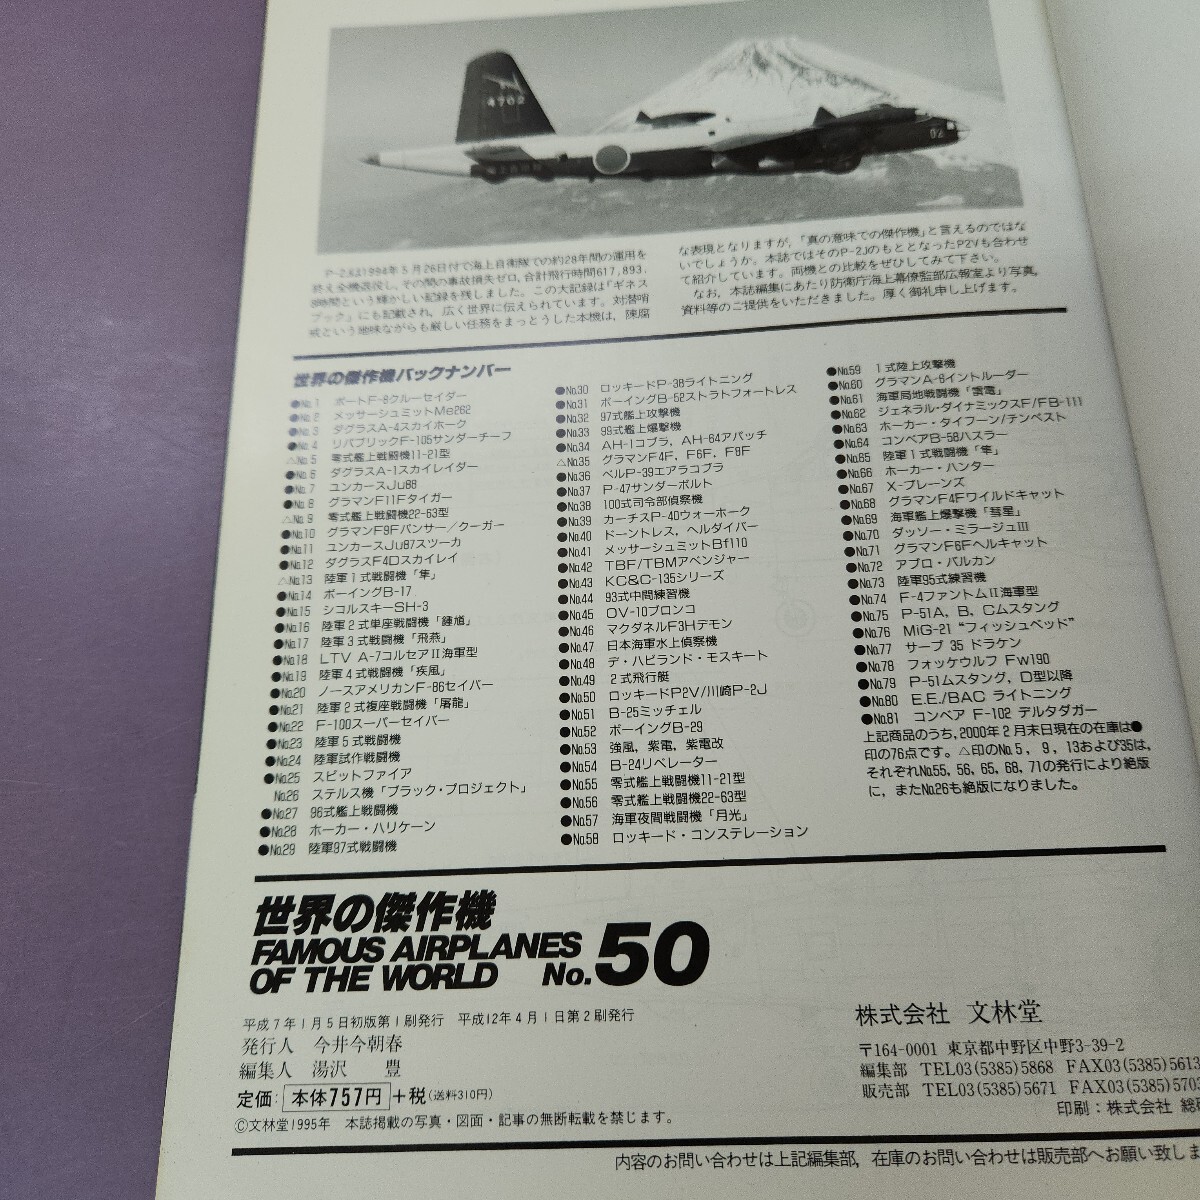 4702
02
P-2Jは1994年5月26日付で海上自衛隊での約28年間の運用を
終え全機退役し、その間の事故損失ゼロ、合計飛行時間617,893.
時間という輝かしい記録を残しました。この大記録は「ギネス
ブック」にも記載され、広く世界に伝えられています。対潜哨
戒という地味ながらも厳しい任務をまっとうした本機は、陳腐
な表現となりますが、「真の意味での傑作機」と言えるのではな
いでしょうか。本誌ではそのP-2JのもととなったP2Vも合わせ
て紹介しています。両機との比較をぜひしてみて下さい。
なお、本誌編集にあたり防衛庁海上幕僚監部広報室より写真、
資料等のご提供をいただきました。厚く御礼申し上げます。
世界の傑作機バックナンバー
●No.1 ボートF-8クルーセイダー
●No.2 メッサーシュミットMe262
●No.3 ダグラスA-4スカイホーク
●No.4 リパブリックF-105サンダーチーフ
△No.5 零式艦上戦闘機11-21型
●No.6 ダグラスA-1スカイレイダー
●No.7 ユンカースJu88
●No.8 グラマンF11Fタイガー
△No.9 零式艦上戦闘機22-63型
●No.10 グラマンF9Fパンサー／クーガー
●No.11 ユンカースJu87スツーカ
●No.12 ダグラスF4Dスカイレイ
△No.13 陸軍1式戦闘機「隼」
●No.14 ボーイングB-17
●No.15 シコルスキーSH-3
●No.16 陸軍2式単座戦闘機「鍾馗」
●No.17 陸軍3式戦闘機「飛燕」
●No.18 LTV A-7コルセアⅡ海軍型
●No.19 陸軍4式戦闘機「疾風」
●No.20 ノースアメリカンF-86セイバー
●No.21 陸軍2式複座戦闘機「屠龍」
●No.22 F-100スーパーセイバー
●No.23 陸軍5式戦闘機
●No.24 陸軍試作戦闘機
●No.25 スピットファイア
No.26 ステルス機「ブラック・プロジェクト」
●No.27 96式艦上戦闘機
●No.28 ホーカー・ハリケーン
●No.29 陸軍97式戦闘機
●No.30 ロッキードP-38ライトニング
●No.31 ボーイングB-52ストラトフォートレス
●No.32 97式艦上攻撃機
●No.33 99式艦上爆撃機
●No.34 AH-1コブラ、AH-64アパッチ
△No.35 グラマンF4F、F6F、F8F
●No.36 ベルP-39エアラコブラ
●No.37 P-47サンダーボルト
●No.38 100式司令部偵察機
●No.39 カーチスP-40ウォーホーク
●No.40 ドーントレス、ヘルダイバー
●No.41 メッサーシュミットBf110
●No.42 TBF/TBMアベンジャー
●No.43 KC&C-135シリーズ
●No.44 93式中間練習機
●No.45 OV-10ブロンコ
●No.46 マクダネルF3Hデモン
●No.47 日本海軍水上偵察機
●No.48 デ・ハビランド・モスキート
●No.49 2式飛行艇
●No.50 ロッキードP2V/川崎P-2J
●No.51 B-25ミッチェル
●No.52 ボーイングB-29
●No.53 強風，紫電，紫電改
●No.54 B-24リベレーター
●No.55 零式艦上戦闘機11-21型
●No.56 零式艦上戦闘機22-63型
●No.57 海軍夜間戦闘機「月光」
●No.58 ロッキード・コンステレーション
●No.59 1式陸上攻撃機
●No.60 グラマンA-6イントルーダー
●No.61 海軍局地戦闘機「雷電」
●No.62 ジェネラル・ダイナミックスF/FB-111
●No.63 ホーカー・タイフーン/テンペスト
●No.64 コンベアB-58ハスラー
●No.65 陸軍1式戦闘機「隼」
●No.66 ホーカー・ハンター
●No.67 X-プレーンズ
●No.68 グラマンF4Fワイルドキャット
●No.69 海軍艦上爆撃機「彗星」
●No.70 ダッソー・ミラージュⅢ
●No.71 グラマンF6Fヘルキャット
●No.72 アブロ・バルカン
●No.73 陸軍95式練習機
●No.74 F-4ファントムⅡ海軍型
●No.75 P-51A、B、Cムスタング
●No.76 MiG-21 "フィッシュベッド"
●No.77 サーブ 35 ドラケン
●No.78 フォッケウルフ Fw190
●No.79 P-51ムスタング，D型以降
●No.80 E.E./BAC ライトニング
●No.81 コンベア F-102 デルタダガー
上記商品のうち，2000年2月末日現在の在庫は●
印の76点です。△印のNo.5，9，13および35は，
それぞれNo.55，56，65，68，71の発行により絶版
に，またNo.26も絶版になりました。
世界の傑作機
FAMOUS AIRPLANES
OF THE WORLD No.50
平成7年1月5日初版第1刷発行 平成12年4月1日第2刷発行
発行人 今井今朝春
編集人 湯沢 豊
定価：本体757円＋税(送料310円)
©文林堂1995年 本誌掲載の写真・図面・記事の無断転載を禁じます。
株式会社 文林堂
〒164-0001 東京都中野区中野3-39-2
編集部 TEL03(5385)5868 FAX03(5385)5613
販売部 TEL03(5385)5671 FAX03(5385)5703
印刷：株式会社 総
内容のお問い合わせは上記編集部，在庫のお問い合わせは販売部へお願い致しま